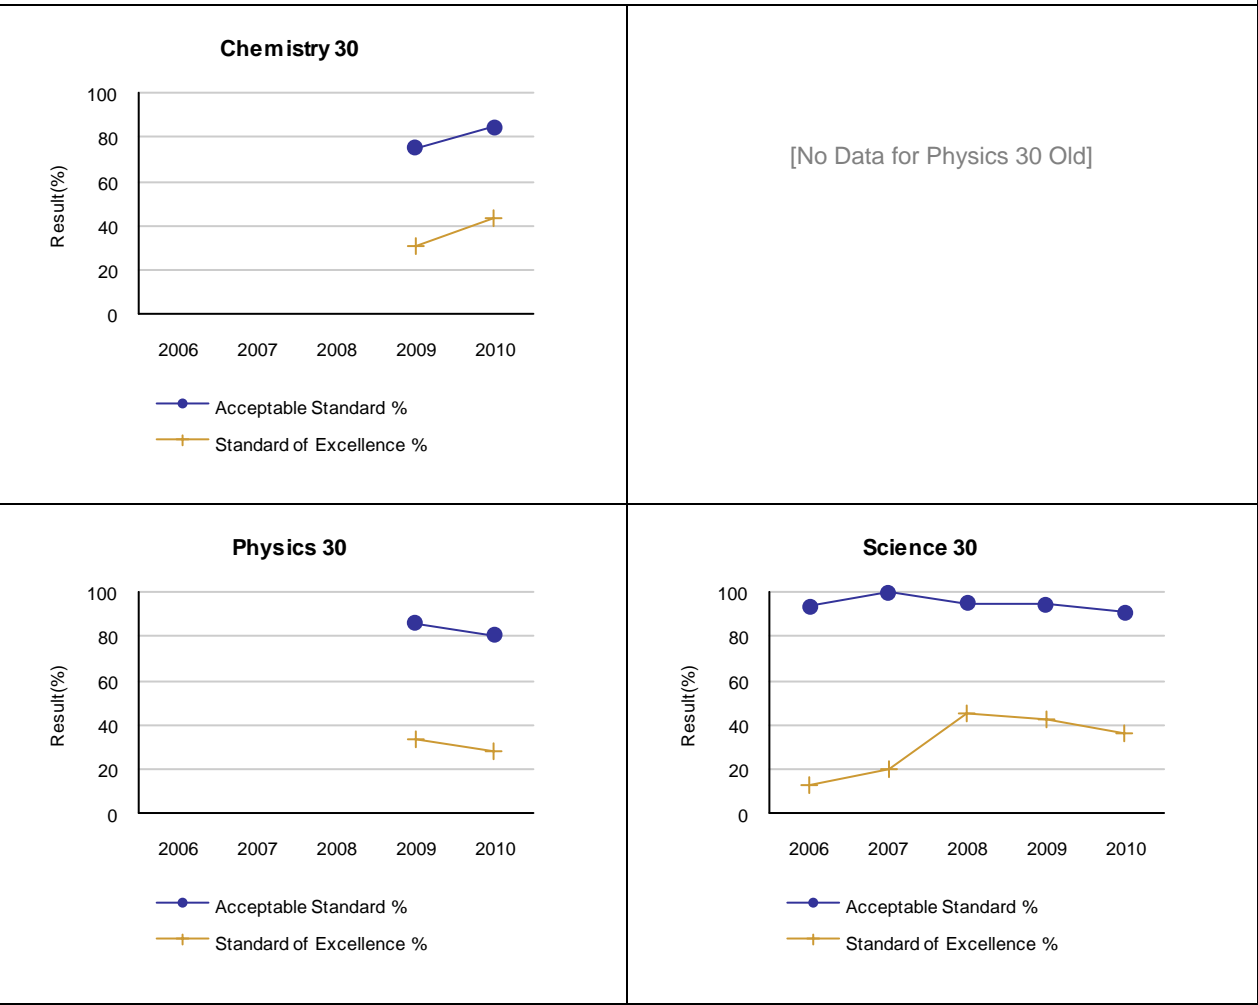 Chemistry 30
100
80
60
40
20
0
Result(%)
2006 2007 2008 2009 2010
Acceptable Standard %
Standard of Excellence %
[No Data for Physics 30 Old]
Physics 30
100
80
60
40
20
0
Result(%)
2006 2007 2008 2009 2010
Acceptable Standard %
Standard of Excellence %
Science 30
100
80
60
40
20
0
Result(%)
2006 2007 2008 2009 2010
Acceptable Standard %
Standard of Excellence %